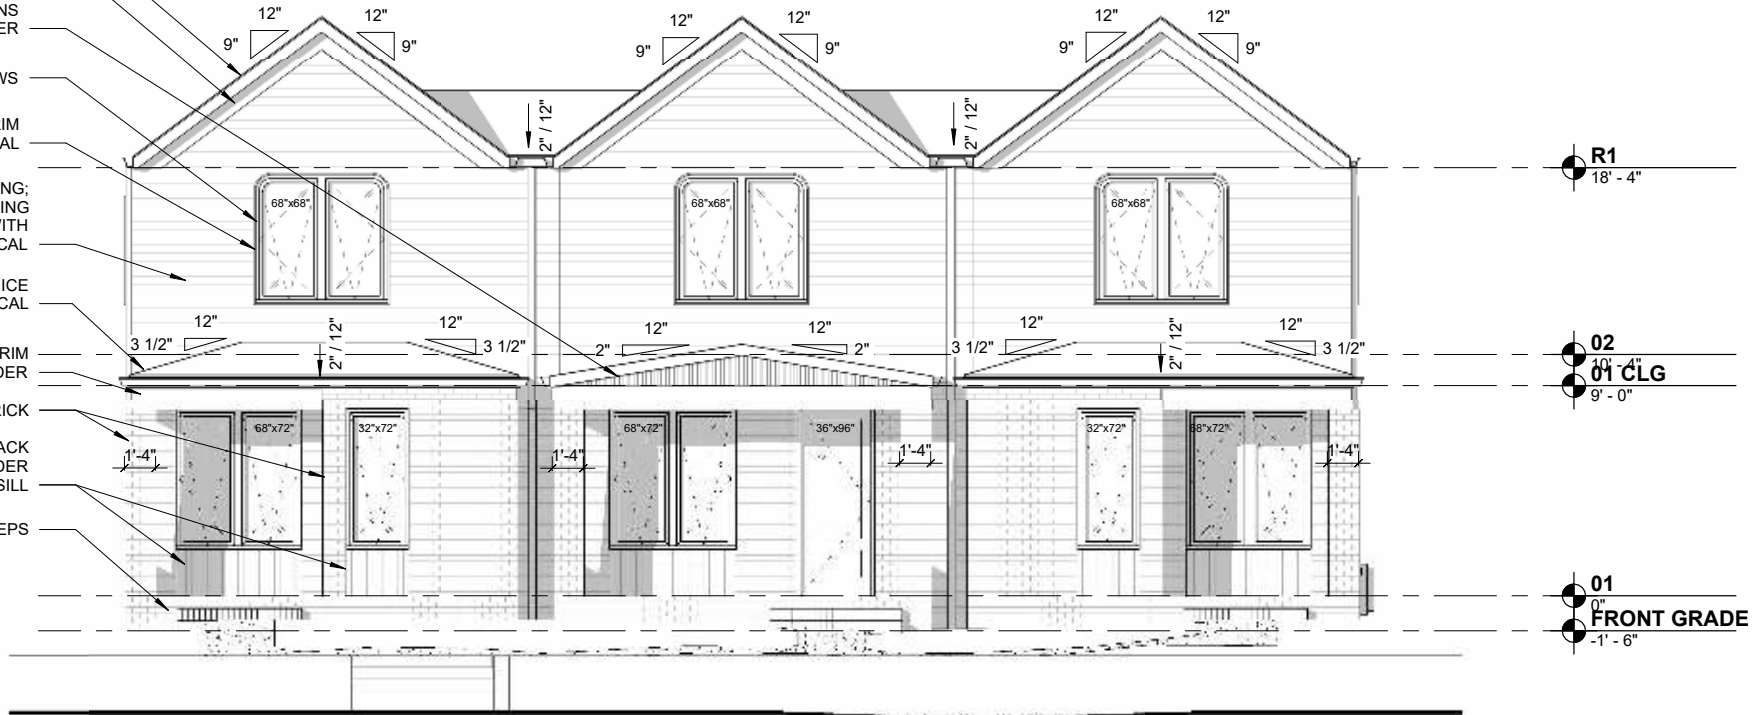 NS
ER
WS
RIM
AL
NG;
ING
WITH
CAL
RICE
CAL
RIM
DER
RICK
ACK
DER
SILL
EPS
12"
12"
9"
9"
12"
12"
9"
9"
12"
12"
9"
9"
2" / 12"
2" / 12"
R1
18' - 4"
68"x68"
68"x68"
68"x68"
12"
12"
3 1/2"
3 1/2"
2" / 12"
12"
12"
2"
2"
12"
12"
3 1/2"
3 1/2"
2" / 12"
02
10' - 4"
01 CLG
9' - 0"
68"x72"
32"x72"
68"x72"
36"x96"
32"x72"
68"x72"
1'-4"
1'-4"
1'-4"
1'-4"
01
0"
FRONT GRADE
-1' - 6"